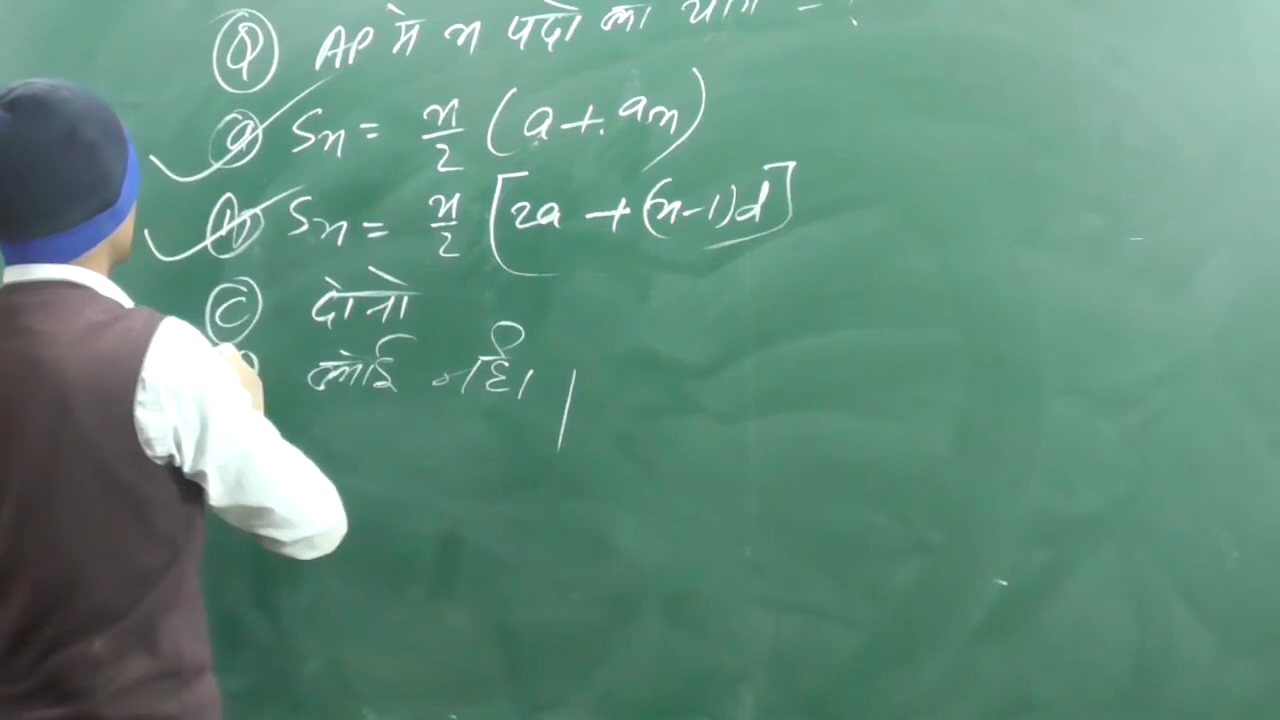 Q AP में n पदो का योग = ?
a Sn = n/2 (a + an)
b Sn = n/2 [2a + (n-1)d]
c दोनो
कोई नही।